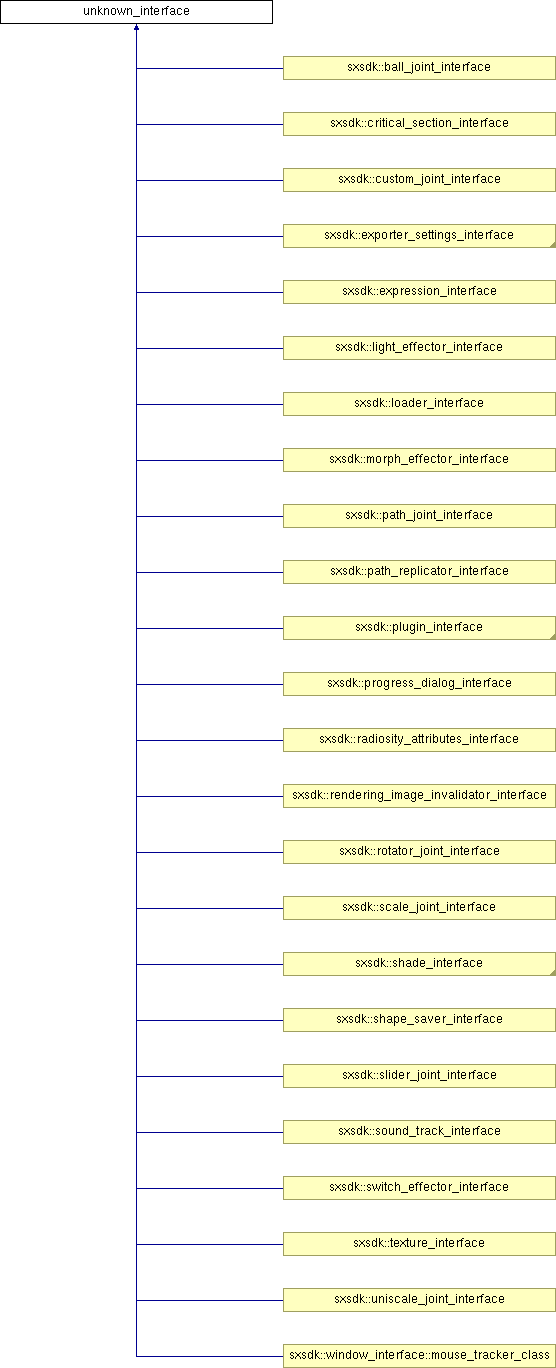 unknown_interface
sxsdk::ball_joint_interface
sxsdk::critical_section_interface
sxsdk::custom_joint_interface
sxsdk::exporter_settings_interface
sxsdk::expression_interface
sxsdk::light_effector_interface
sxsdk::loader_interface
sxsdk::morph_effector_interface
sxsdk::path_joint_interface
sxsdk::path_replicator_interface
sxsdk::plugin_interface
sxsdk::progress_dialog_interface
sxsdk::radiosity_attributes_interface
sxsdk::rendering_image_invalidator_interface
sxsdk::rotator_joint_interface
sxsdk::scale_joint_interface
sxsdk::shade_interface
sxsdk::shape_saver_interface
sxsdk::slider_joint_interface
sxsdk::sound_track_interface
sxsdk::switch_effector_interface
sxsdk::texture_interface
sxsdk::uniscale_joint_interface
sxsdk::window_interface::mouse_tracker_class